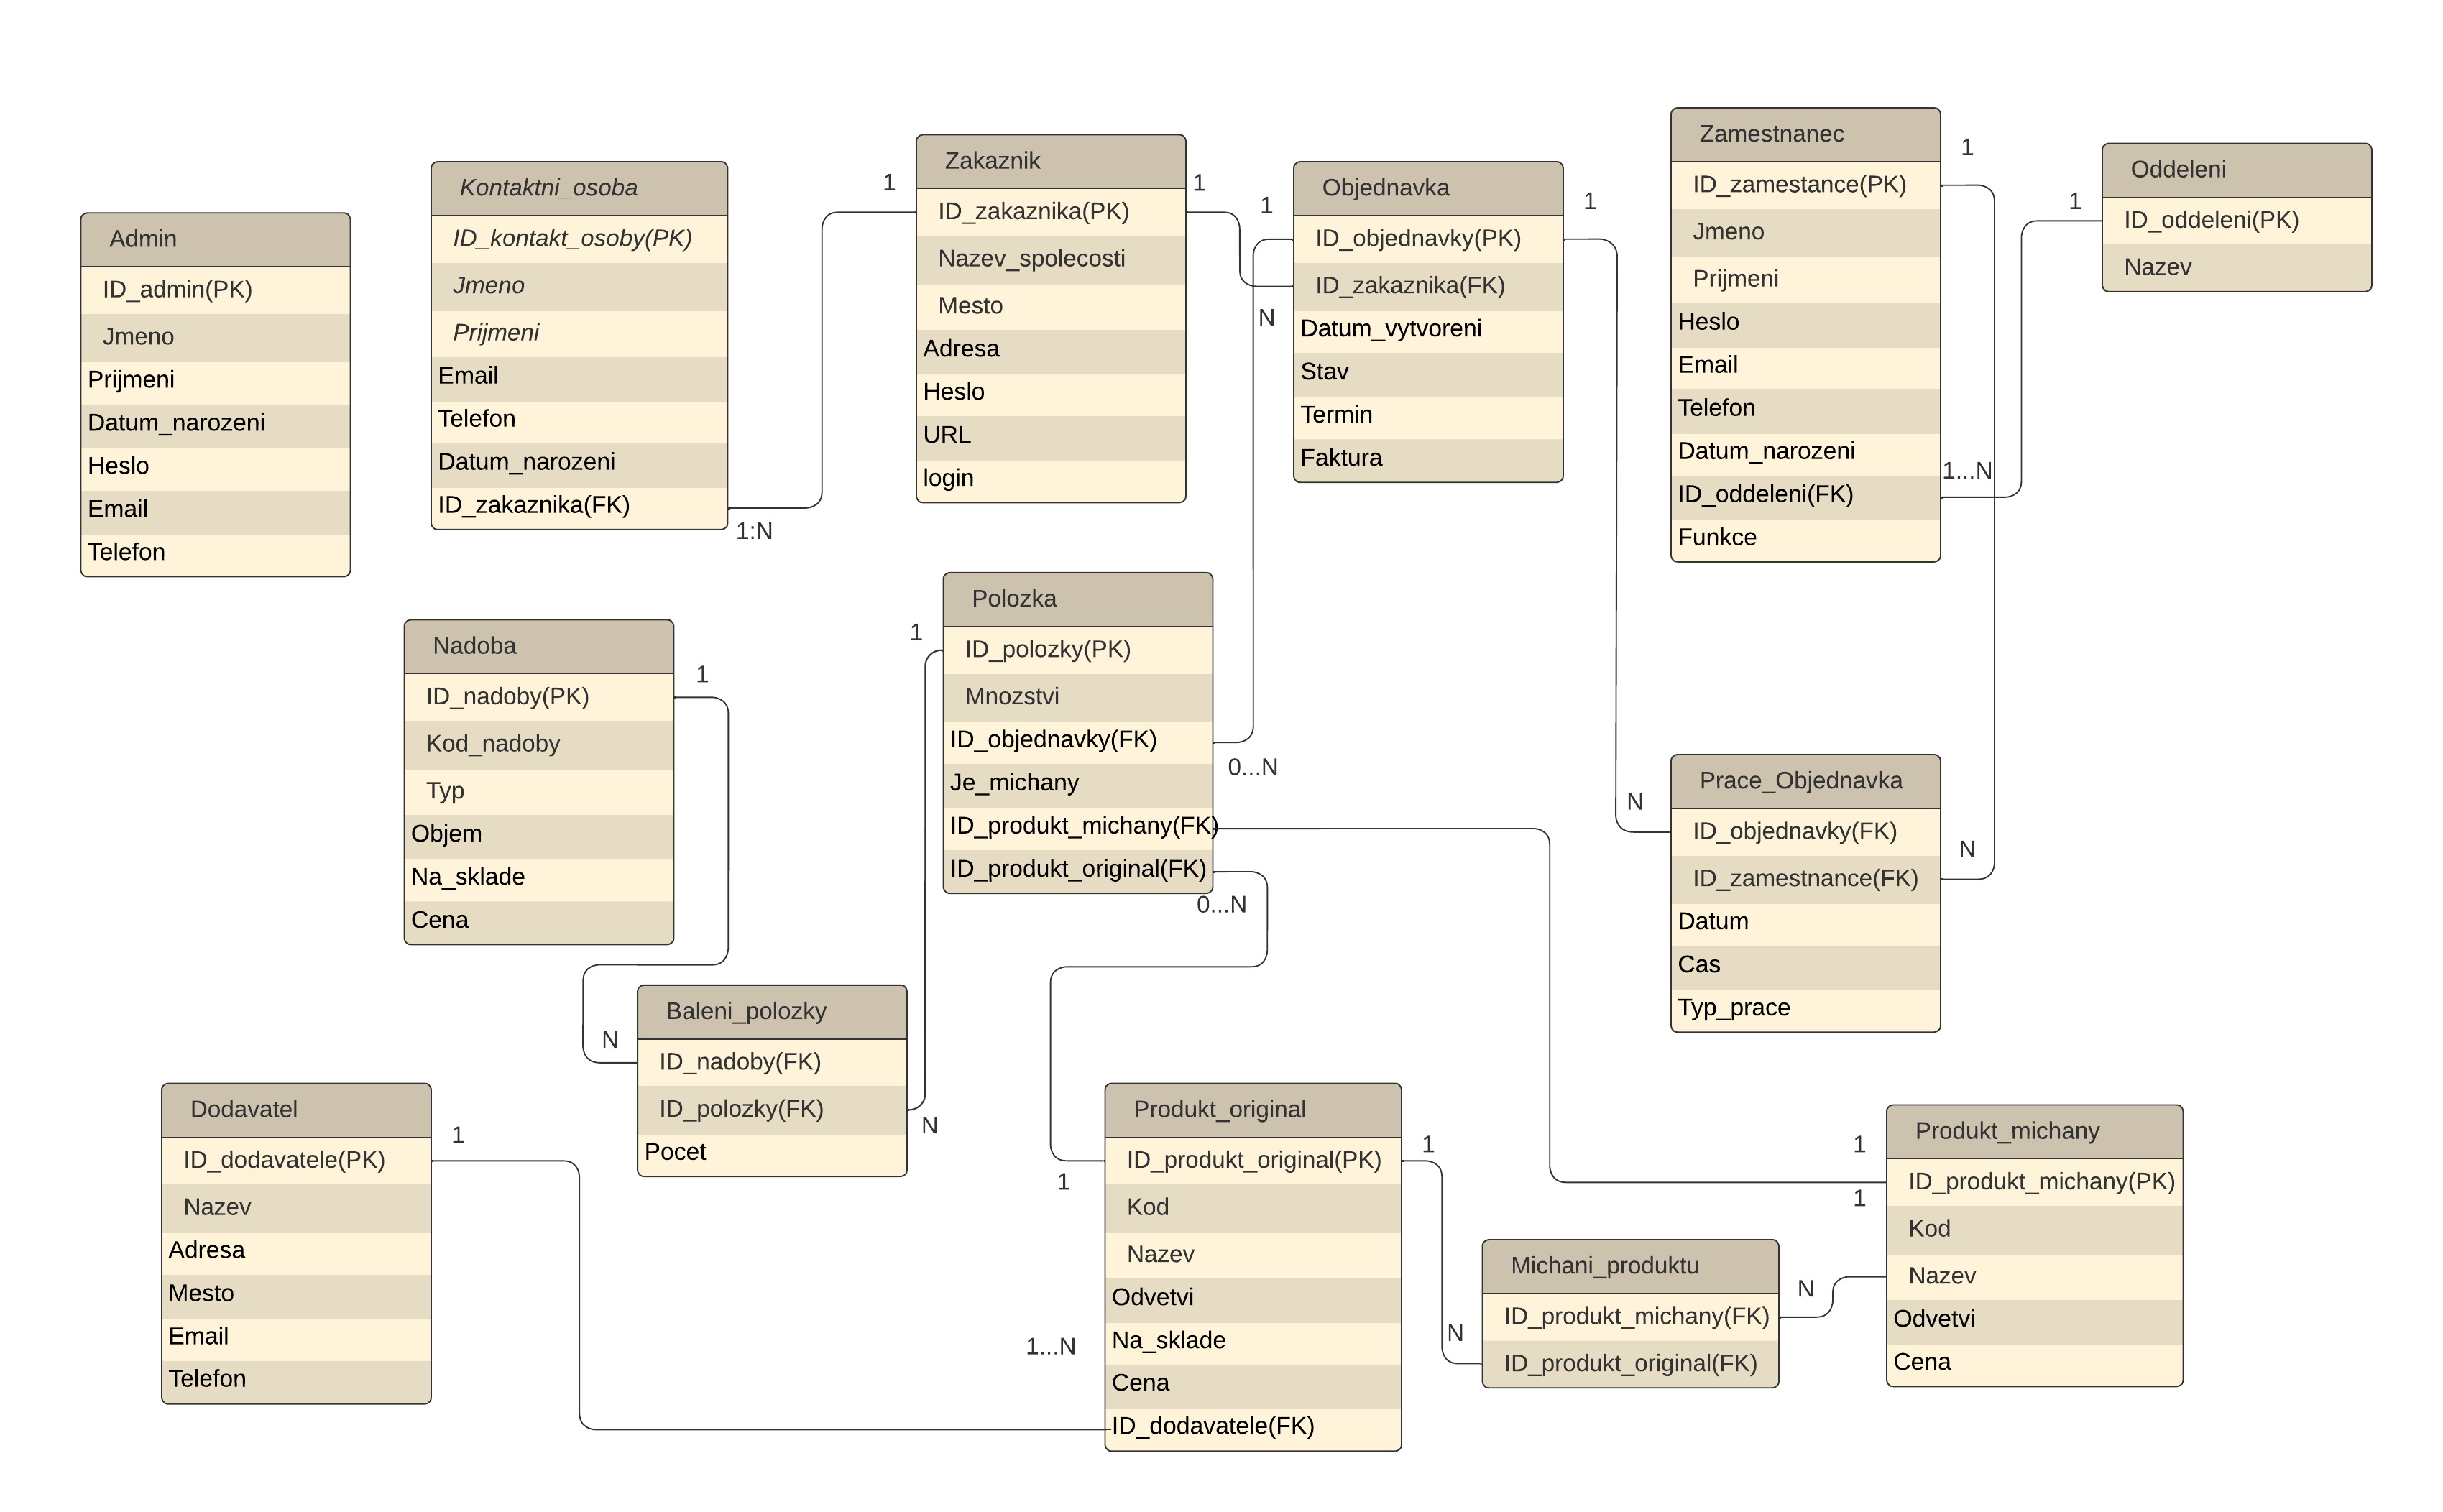 Admin
ID_admin(PK)
Jmeno
Prijmeni
Datum_narozeni
Heslo
Email
Telefon
Kontaktni_osoba
ID_kontakt_osoby(PK)
Jmeno
Prijmeni
Email
Telefon
Datum_narozeni
ID_zakaznika(FK)
1:N
1
Zakaznik
ID_zakaznika(PK)
Nazev_spolecosti
Mesto
Adresa
Heslo
URL
login
1
1
N
Objednavka
ID_objednavky(PK)
ID_zakaznika(FK)
Datum_vytvoreni
Stav
Termin
Faktura
1
Zamestnanec
ID_zamestance(PK)
Jmeno
Prijmeni
Heslo
Email
Telefon
Datum_narozeni
ID_oddeleni(FK)
Funkce
1
1...N
1
Oddeleni
ID_oddeleni(PK)
Nazev
Nadoba
ID_nadoby(PK)
Kod_nadoby
Typ
Objem
Na_sklade
Cena
1
1
Polozka
ID_polozky(PK)
Mnozstvi
ID_objednavky(FK)
Je_michany
ID_produkt_michany(FK)
ID_produkt_original(FK)
0...N
0...N
N
Prace_Objednavka
ID_objednavky(FK)
ID_zamestnance(FK)
Datum
Cas
Typ_prace
N
N
Baleni_polozky
ID_nadoby(FK)
ID_polozky(FK)
Pocet
N
Dodavatel
ID_dodavatele(PK)
Nazev
Adresa
Mesto
Email
Telefon
1
1
1...N
Produkt_original
ID_produkt_original(PK)
Kod
Nazev
Odvetvi
Na_sklade
Cena
ID_dodavatele(FK)
1
N
Michani_produktu
ID_produkt_michany(FK)
ID_produkt_original(FK)
N
1
1
Produkt_michany
ID_produkt_michany(PK)
Kod
Nazev
Odvetvi
Cena